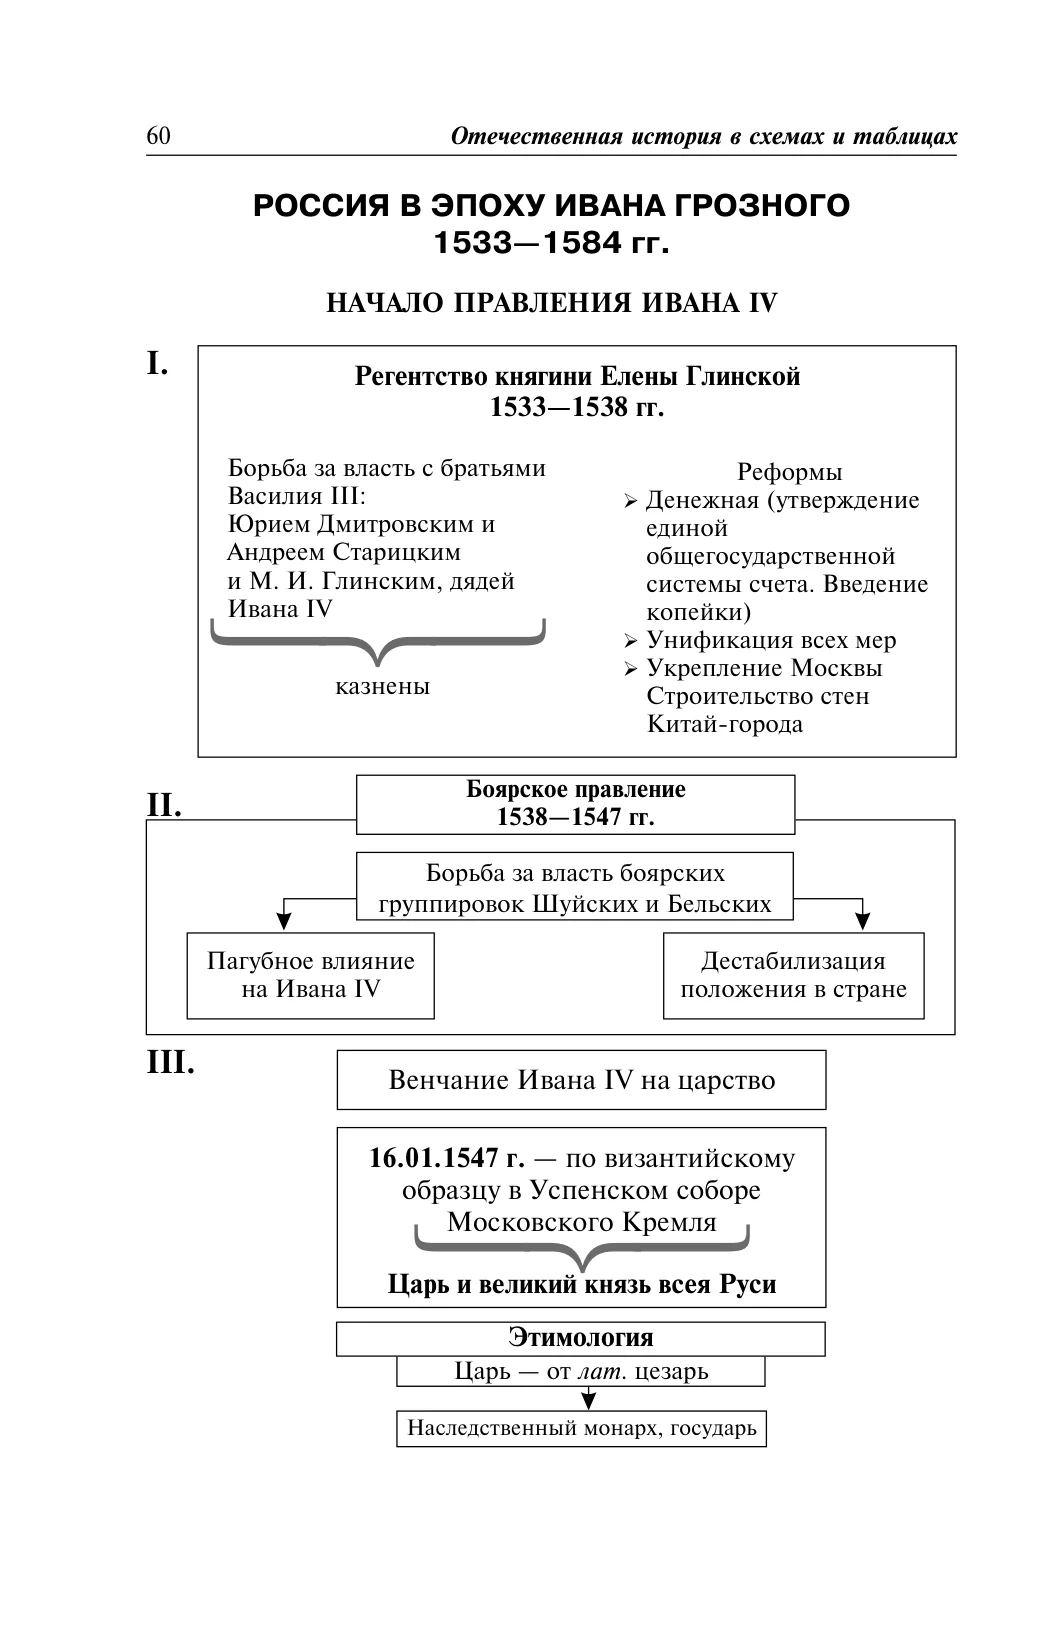 60 Отечественная история в схемах и таблицах
РОССИЯ В ЭПОХУ ИВАНА ГРОЗНОГО
1533—1584 гг.
НАЧАЛО ПРАВЛЕНИЯ ИВАНА IV
I.
Регентство княгини Елены Глинской
1533—1538 гг.
Борьба за власть с братьями
Василия III:
Юрием Дмитровским и
Андреем Старицким
и М. И. Глинским, дядей
Ивана IV
казнены
Реформы
➢ Денежная (утверждение
единой
общегосударственной
системы счета. Введение
копейки)
➢ Унификация всех мер
➢ Укрепление Москвы
Строительство стен
Китай-города
II.
Боярское правление
1538—1547 гг.
Борьба за власть боярских
группировок Шуйских и Бельских
Пагубное влияние
на Ивана IV
Дестабилизация
положения в стране
III.
Венчание Ивана IV на царство
16.01.1547 г. — по византийскому
образцу в Успенском соборе
Московского Кремля
Царь и великий князь всея Руси
Этимология
Царь — от лат. цезарь
Наследственный монарх, государь